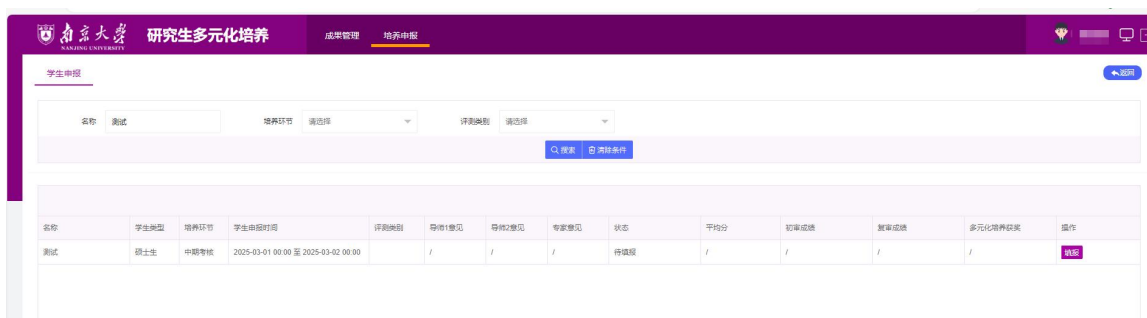 南京大学 研究生多元化培养 成果管理 培养申报
NANJING UNIVERSITY
学生申报 返回
名称 测试 培养环节 请选择 评测类别 请选择
搜索 清除条件
名称 学生类型 培养环节 学生申报时间 评测类别 导师1意见 导师2意见 专家意见 状态 平均分 初审成绩 复审成绩 多元化培养获奖 操作
测试 硕士生 中期考核 2025-03-01 00:00 至 2025-03-02 00:00 / / / 待填报 / / / / 填报